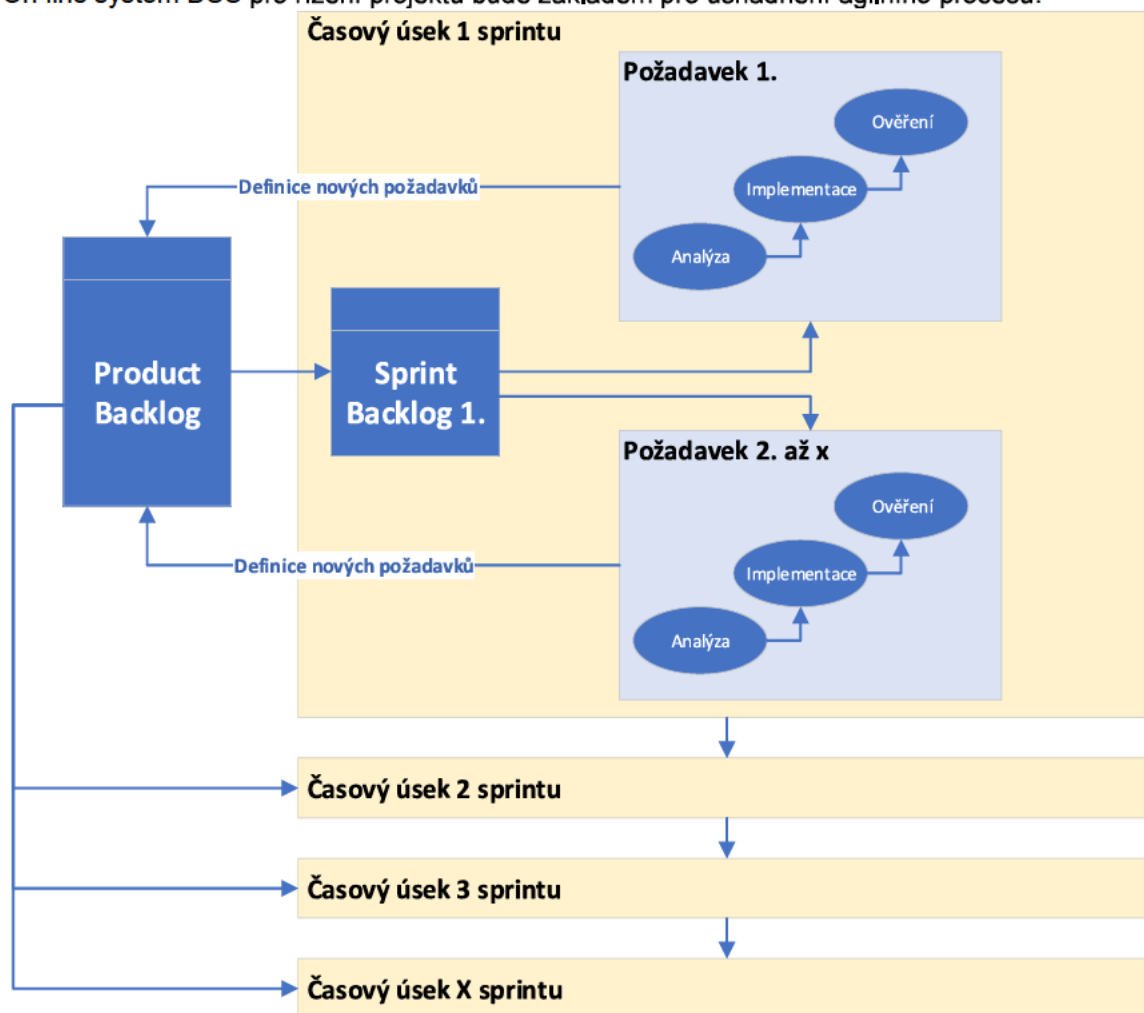 Časový úsek 1 sprintu
Požadavek 1.
Ověření
Definice nových požadavků
Implementace
Analýza
Product
Backlog
Sprint
Backlog 1.
Požadavek 2. až x
Ověření
Definice nových požadavků
Implementace
Analýza
Časový úsek 2 sprintu
Časový úsek 3 sprintu
Časový úsek X sprintu